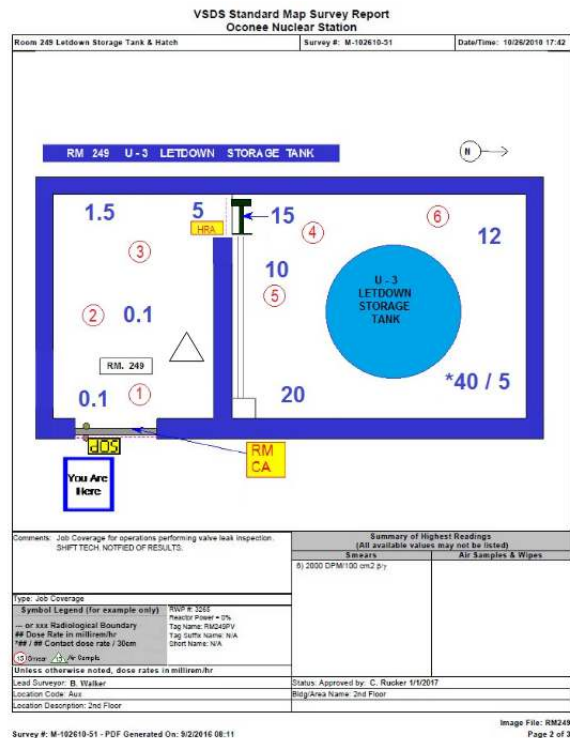 VSDS Standard Map Survey Report
Oconee Nuclear Station
Room 249 Letdown Storage Tank & Hatch
Survey #: M-102610-51
Date/Time: 10/26/2010 17:42
RM 249 U-3 LETDOWN STORAGE TANK
N
1.5
5
HRA
15
4
6
12
3
10
5
U-3
LETDOWN
STORAGE
TANK
2
0.1
RM. 249
0.1
1
20
*40 / 5
SOP
RM
CA
You Are
Here
Comments: Job Coverage for operations performing valve leak inspection.
SHIFT TECH. NOTFIED OF RESULTS.
Summary of Highest Readings
(All available values may not be listed)
Smears
Air Samples & Wipes
6) 2000 DPM/100 cm2 β/γ
Type: Job Coverage
Symbol Legend (for example only)
--- or xxx Radiological Boundary
## Dose Rate in millirem/hr
*## / ## Contact dose rate / 30cm
Smear
Air Sample
RWP #: 3265
Reactor Power = 0%
Tag Name: RM249PV
Tag Suffix Name: N/A
Short Name: N/A
Unless otherwise noted, dose rates in millirem/hr
Lead Surveyor: B. Walker
Status: Approved by: C. Rucker 1/1/2017
Location Code: Aux
Bldg/Area Name: 2nd Floor
Location Description: 2nd Floor
Image File: RM249
Survey #: M-102610-51 - PDF Generated On: 9/2/2016 08:11
Page 2 of 3